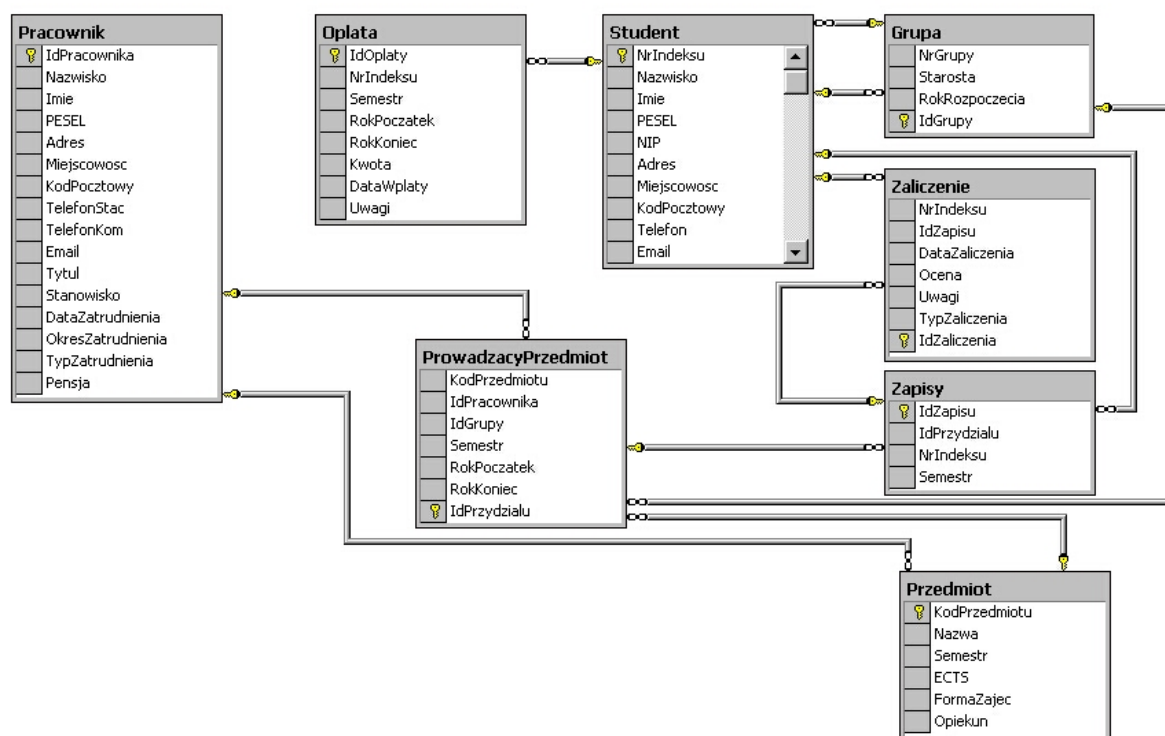 Pracownik
IdPracownika
Nazwisko
Imie
PESEL
Adres
Miejscowosc
KodPocztowy
TelefonStac
TelefonKom
Email
Tytul
Stanowisko
DataZatrudnienia
OkresZatrudnienia
TypZatrudnienia
Pensja
Oplata
IdOplaty
NrIndeksu
Semestr
RokPoczatek
RokKoniec
Kwota
DataWplaty
Uwagi
Student
NrIndeksu
Nazwisko
Imie
PESEL
NIP
Adres
Miejscowosc
KodPocztowy
Telefon
Email
Grupa
NrGrupy
Starosta
RokRozpoczecia
IdGrupy
Zaliczenie
NrIndeksu
IdZapisu
DataZaliczenia
Ocena
Uwagi
TypZaliczenia
IdZaliczenia
ProwadzacyPrzedmiot
KodPrzedmiotu
IdPracownika
IdGrupy
Semestr
RokPoczatek
RokKoniec
IdPrzydzialu
Zapisy
IdZapisu
IdPrzydzialu
NrIndeksu
Semestr
Przedmiot
KodPrzedmiotu
Nazwa
Semestr
ECTS
FormaZajec
Opiekun